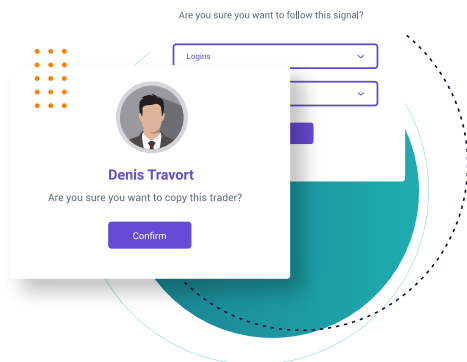 Are you sure you want to follow this signal?
Logins
Denis Travort
Are you sure you want to copy this trader?
Confirm